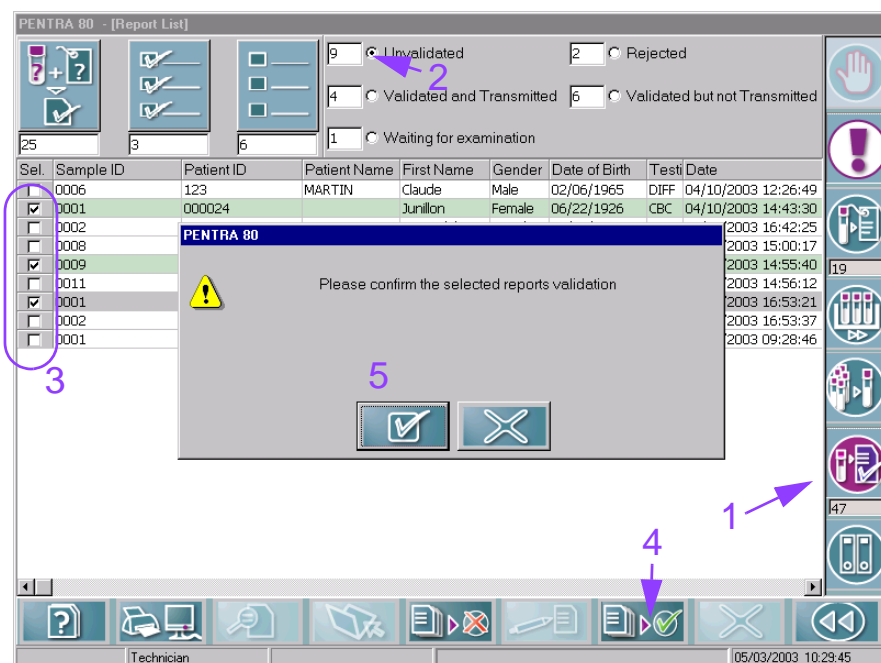 PENTRA 80 - [Report List]
9 Unvalidated 2 Rejected
2
4 Validated and Transmitted 6 Validated but not Transmitted
25 3 6 1 Waiting for examination
Sel. Sample ID Patient ID Patient Name First Name Gender Date of Birth Testi Date
0006 123 MARTIN Claude Male 02/06/1965 DIFF 04/10/2003 12:26:49
0001 000024 Junillon Female 06/22/1926 CBC 04/10/2003 14:43:30
0002 /2003 16:42:25
PENTRA 80
0008 /2003 15:00:17
0009 /2003 14:55:40
19
0011 Please confirm the selected reports validation /2003 14:56:12
0001 /2003 16:53:21
0002 /2003 16:53:37
0001 /2003 09:28:46
3
5
47
1
4
Technician 05/03/2003 10:29:45